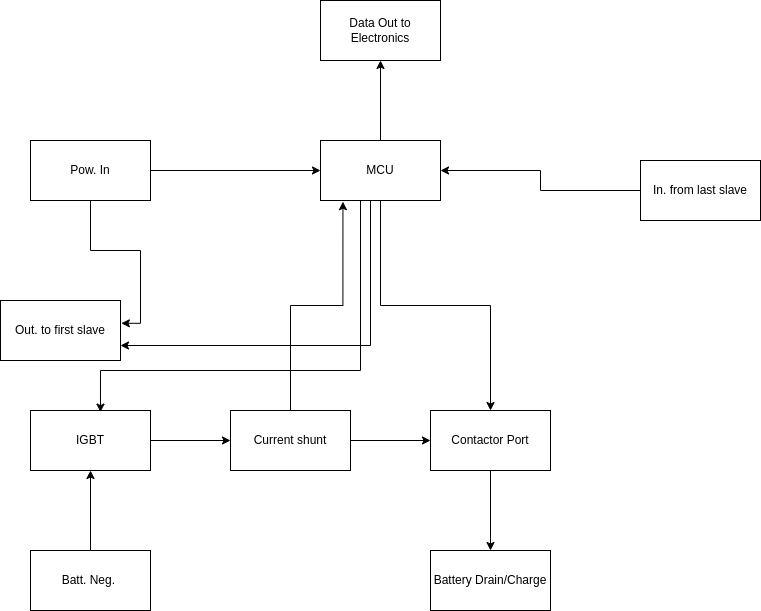 Data Out to
Electronics
Pow. In
MCU
In. from last slave
Out. to first slave
IGBT
Current shunt
Contactor Port
Batt. Neg.
Battery Drain/Charge